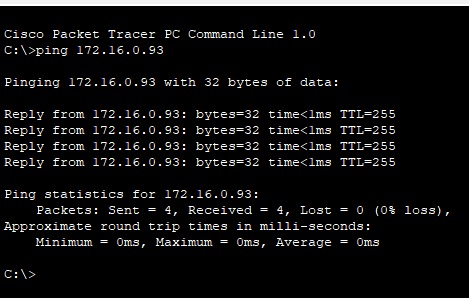 Cisco Packet Tracer PC Command Line 1.0
C:\>ping 172.16.0.93
Pinging 172.16.0.93 with 32 bytes of data:
Reply from 172.16.0.93: bytes=32 time<1ms TTL=255
Reply from 172.16.0.93: bytes=32 time<1ms TTL=255
Reply from 172.16.0.93: bytes=32 time<1ms TTL=255
Reply from 172.16.0.93: bytes=32 time<1ms TTL=255
Ping statistics for 172.16.0.93:
    Packets: Sent = 4, Received = 4, Lost = 0 (0% loss),
Approximate round trip times in milli-seconds:
    Minimum = 0ms, Maximum = 0ms, Average = 0ms
C:\>